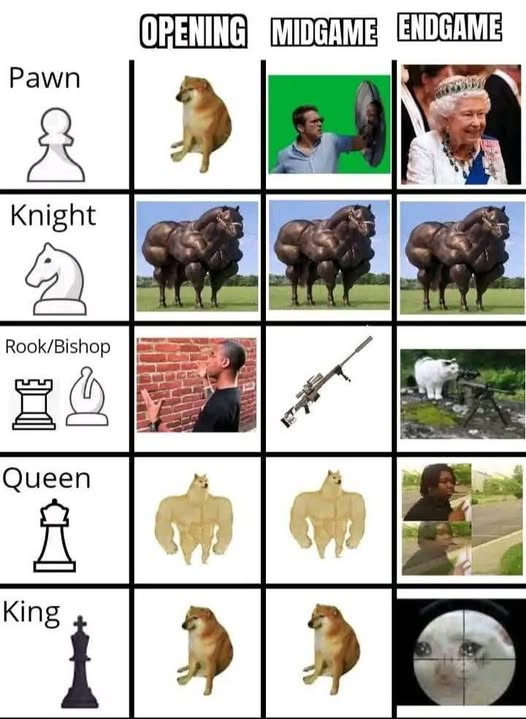 OPENING MIDGAME ENDGAME
Pawn
Knight
Rook/Bishop
Queen
King